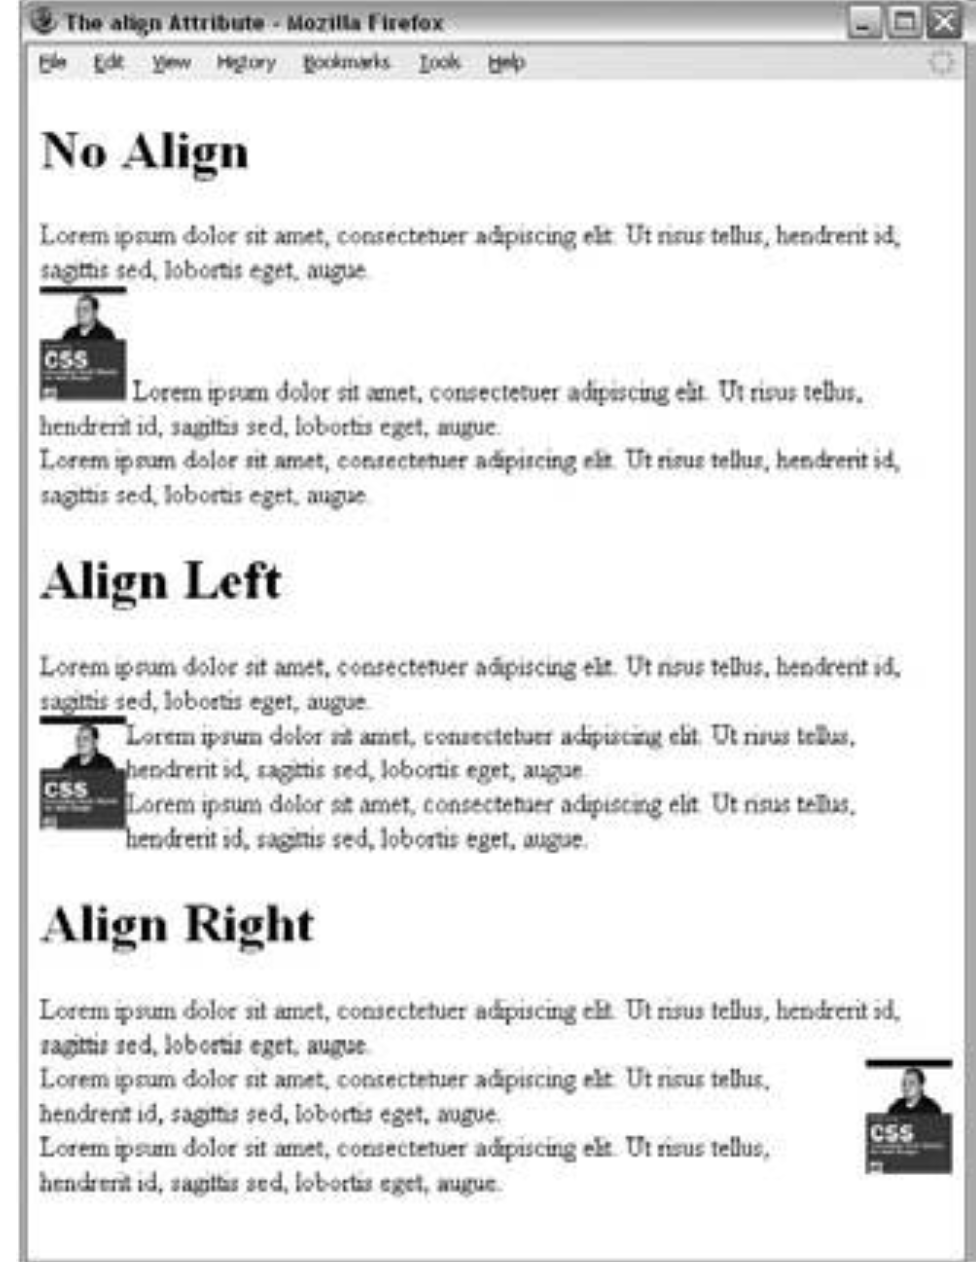 The align Attribute - Mozilla Firefox
File Edit View History Bookmarks Tools Help
No Align
Lorem ipsum dolor sit amet, consectetuer adipiscing elit. Ut risus tellus, hendrerit id,
sagittis sed, lobortis eget, augue.
CSS
Lorem ipsum dolor sit amet, consectetuer adipiscing elit. Ut risus tellus,
hendrerit id, sagittis sed, lobortis eget, augue.
Lorem ipsum dolor sit amet, consectetuer adipiscing elit. Ut risus tellus, hendrerit id,
sagittis sed, lobortis eget, augue.
Align Left
Lorem ipsum dolor sit amet, consectetuer adipiscing elit. Ut risus tellus, hendrerit id,
sagittis sed, lobortis eget, augue.
Lorem ipsum dolor sit amet, consectetuer adipiscing elit. Ut risus tellus,
hendrerit id, sagittis sed, lobortis eget, augue.
CSS
Lorem ipsum dolor sit amet, consectetuer adipiscing elit. Ut risus tellus,
hendrerit id, sagittis sed, lobortis eget, augue.
Align Right
Lorem ipsum dolor sit amet, consectetuer adipiscing elit. Ut risus tellus, hendrerit id,
sagittis sed, lobortis eget, augue.
Lorem ipsum dolor sit amet, consectetuer adipiscing elit. Ut risus tellus,
hendrerit id, sagittis sed, lobortis eget, augue.
CSS
Lorem ipsum dolor sit amet, consectetuer adipiscing elit. Ut risus tellus,
hendrerit id, sagittis sed, lobortis eget, augue.